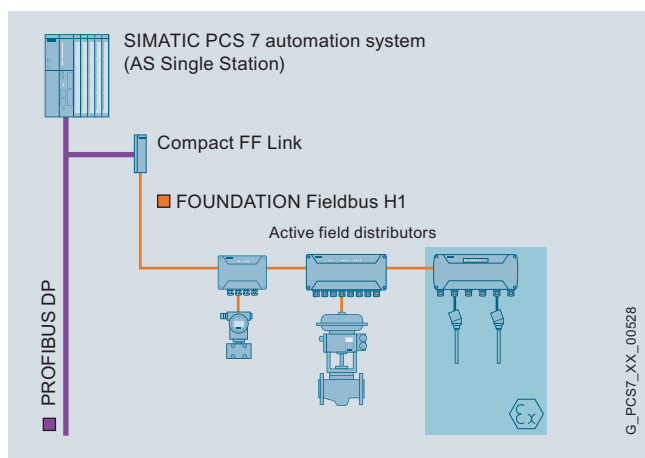 SIMATIC PCS 7 automation system
(AS Single Station)
Compact FF Link
FOUNDATION Fieldbus H1
Active field distributors
PROFIBUS DP
Ex
G_PCS7_XX_00528